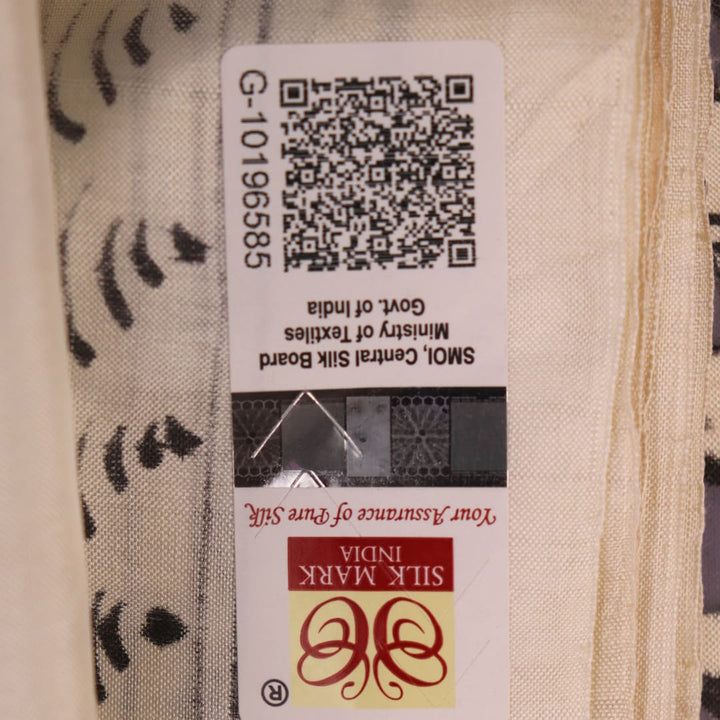 ®
SILK MARK
INDIA
Your Assurance of Pure Silk
SMOI, Central Silk Board
Ministry of Textiles
Govt. of India
G-10196585